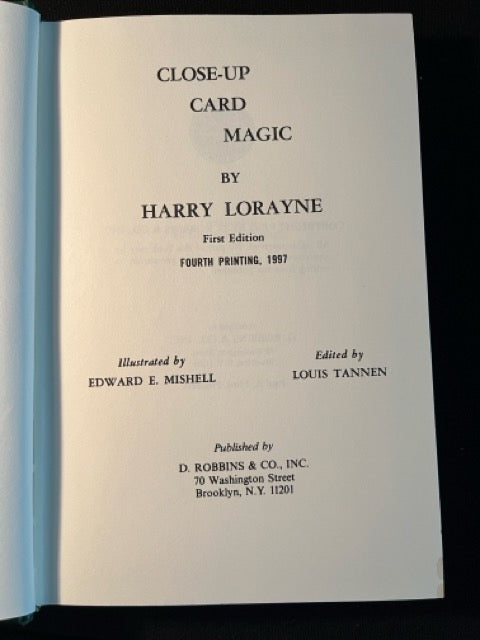 CLOSE-UP
CARD
MAGIC
BY
HARRY LORAYNE
First Edition
FOURTH PRINTING, 1997
Illustrated by
EDWARD E. MISHELL
Edited by
LOUIS TANNEN
Published by
D. ROBBINS & CO., INC.
70 Washington Street
Brooklyn, N.Y. 11201